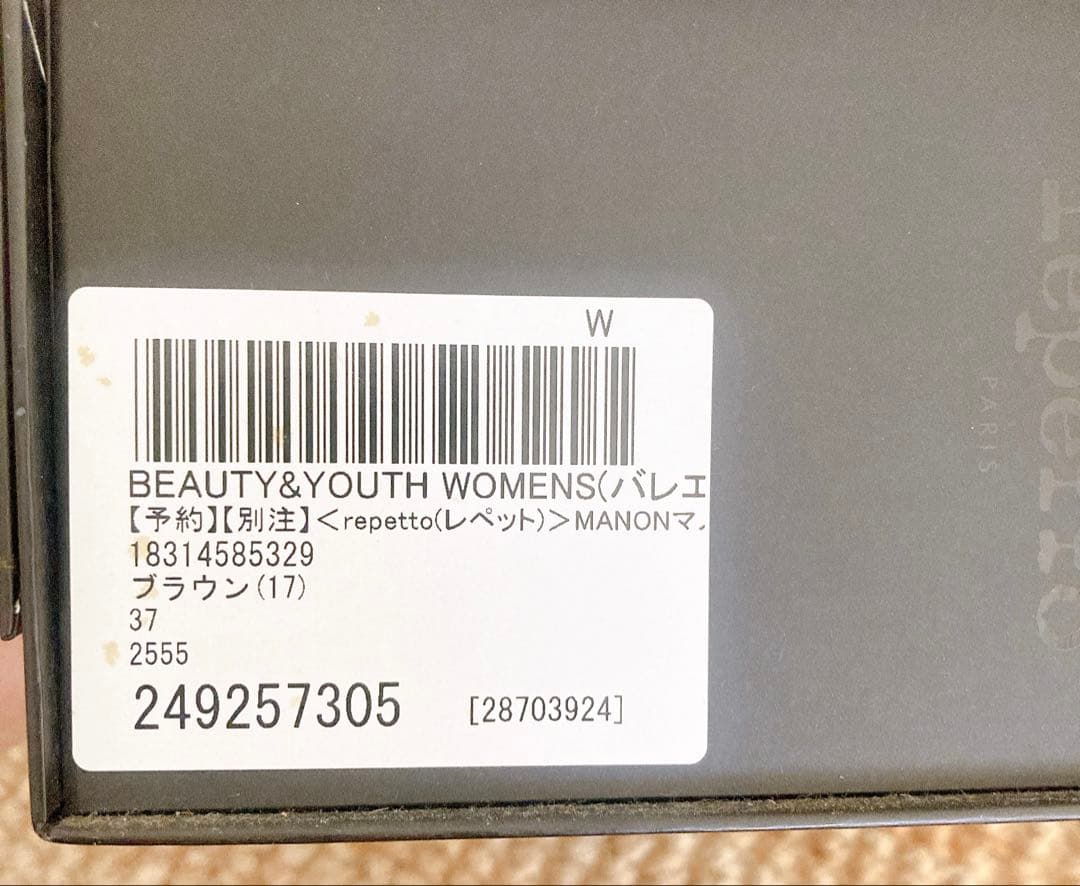 W
BEAUTY&YOUTH WOMENS(バレエ
【予約】【別注】＜repetto(レペット)＞MANONマ
18314585329
ブラウン(17)
37
2555
249257305 [28703924]
repetto
PARIS